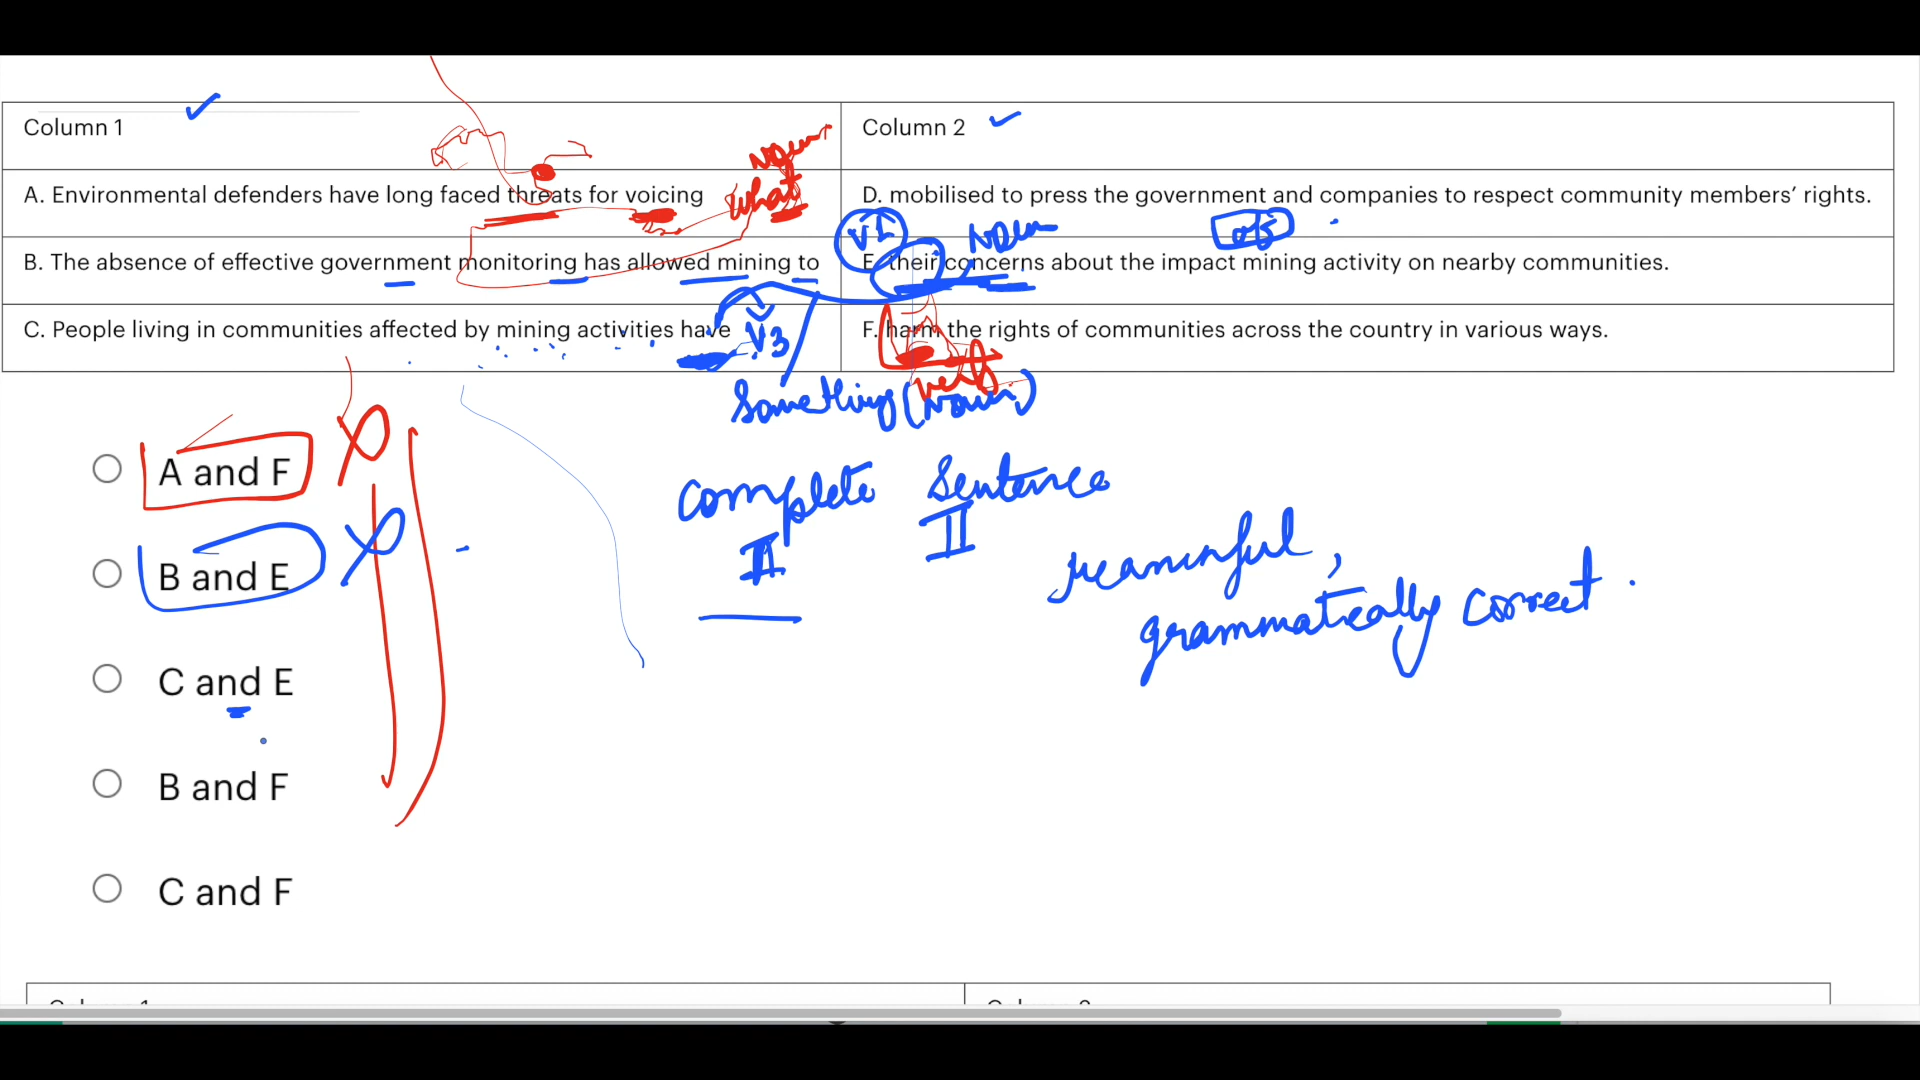 Column 1
Column 2
Noun
A. Environmental defenders have long faced threats for voicing
what
D. mobilised to press the government and companies to respect community members’ rights.
V1
Noun
B. The absence of effective government monitoring has allowed mining to
E. their concerns about the impact mining activity on nearby communities.
C. People living in communities affected by mining activities have
V3
F. harm the rights of communities across the country in various ways.
verb
Something (Noun)
A and F
complete Sentence
B and E
meaninful,
grammatically correct.
C and E
B and F
C and F